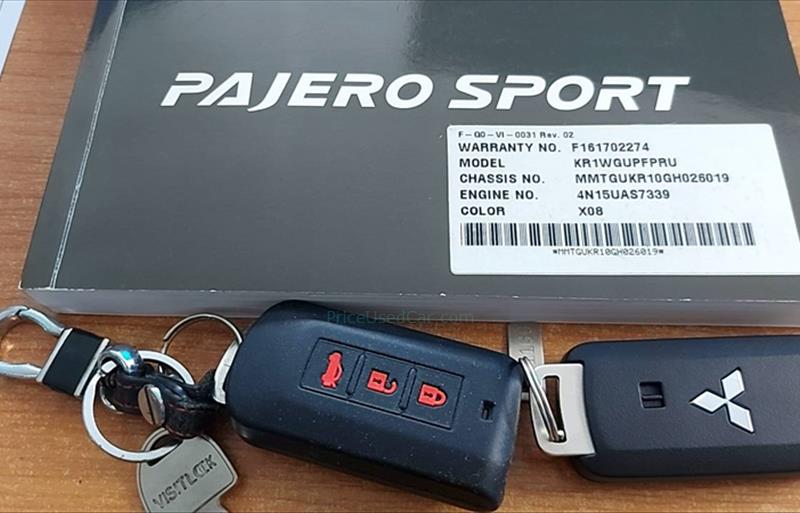 PAJERO SPORT
F-QO-VI-0031 Rev. 02
WARRANTY NO. F161702274
MODEL KR1WGUPFPRU
CHASSIS NO. MMTGUKR10GH026019
ENGINE NO. 4N15UAS7339
COLOR X08
*MMTGUKR10GH026019*
PriceUsedCar.com
VISITLOCK